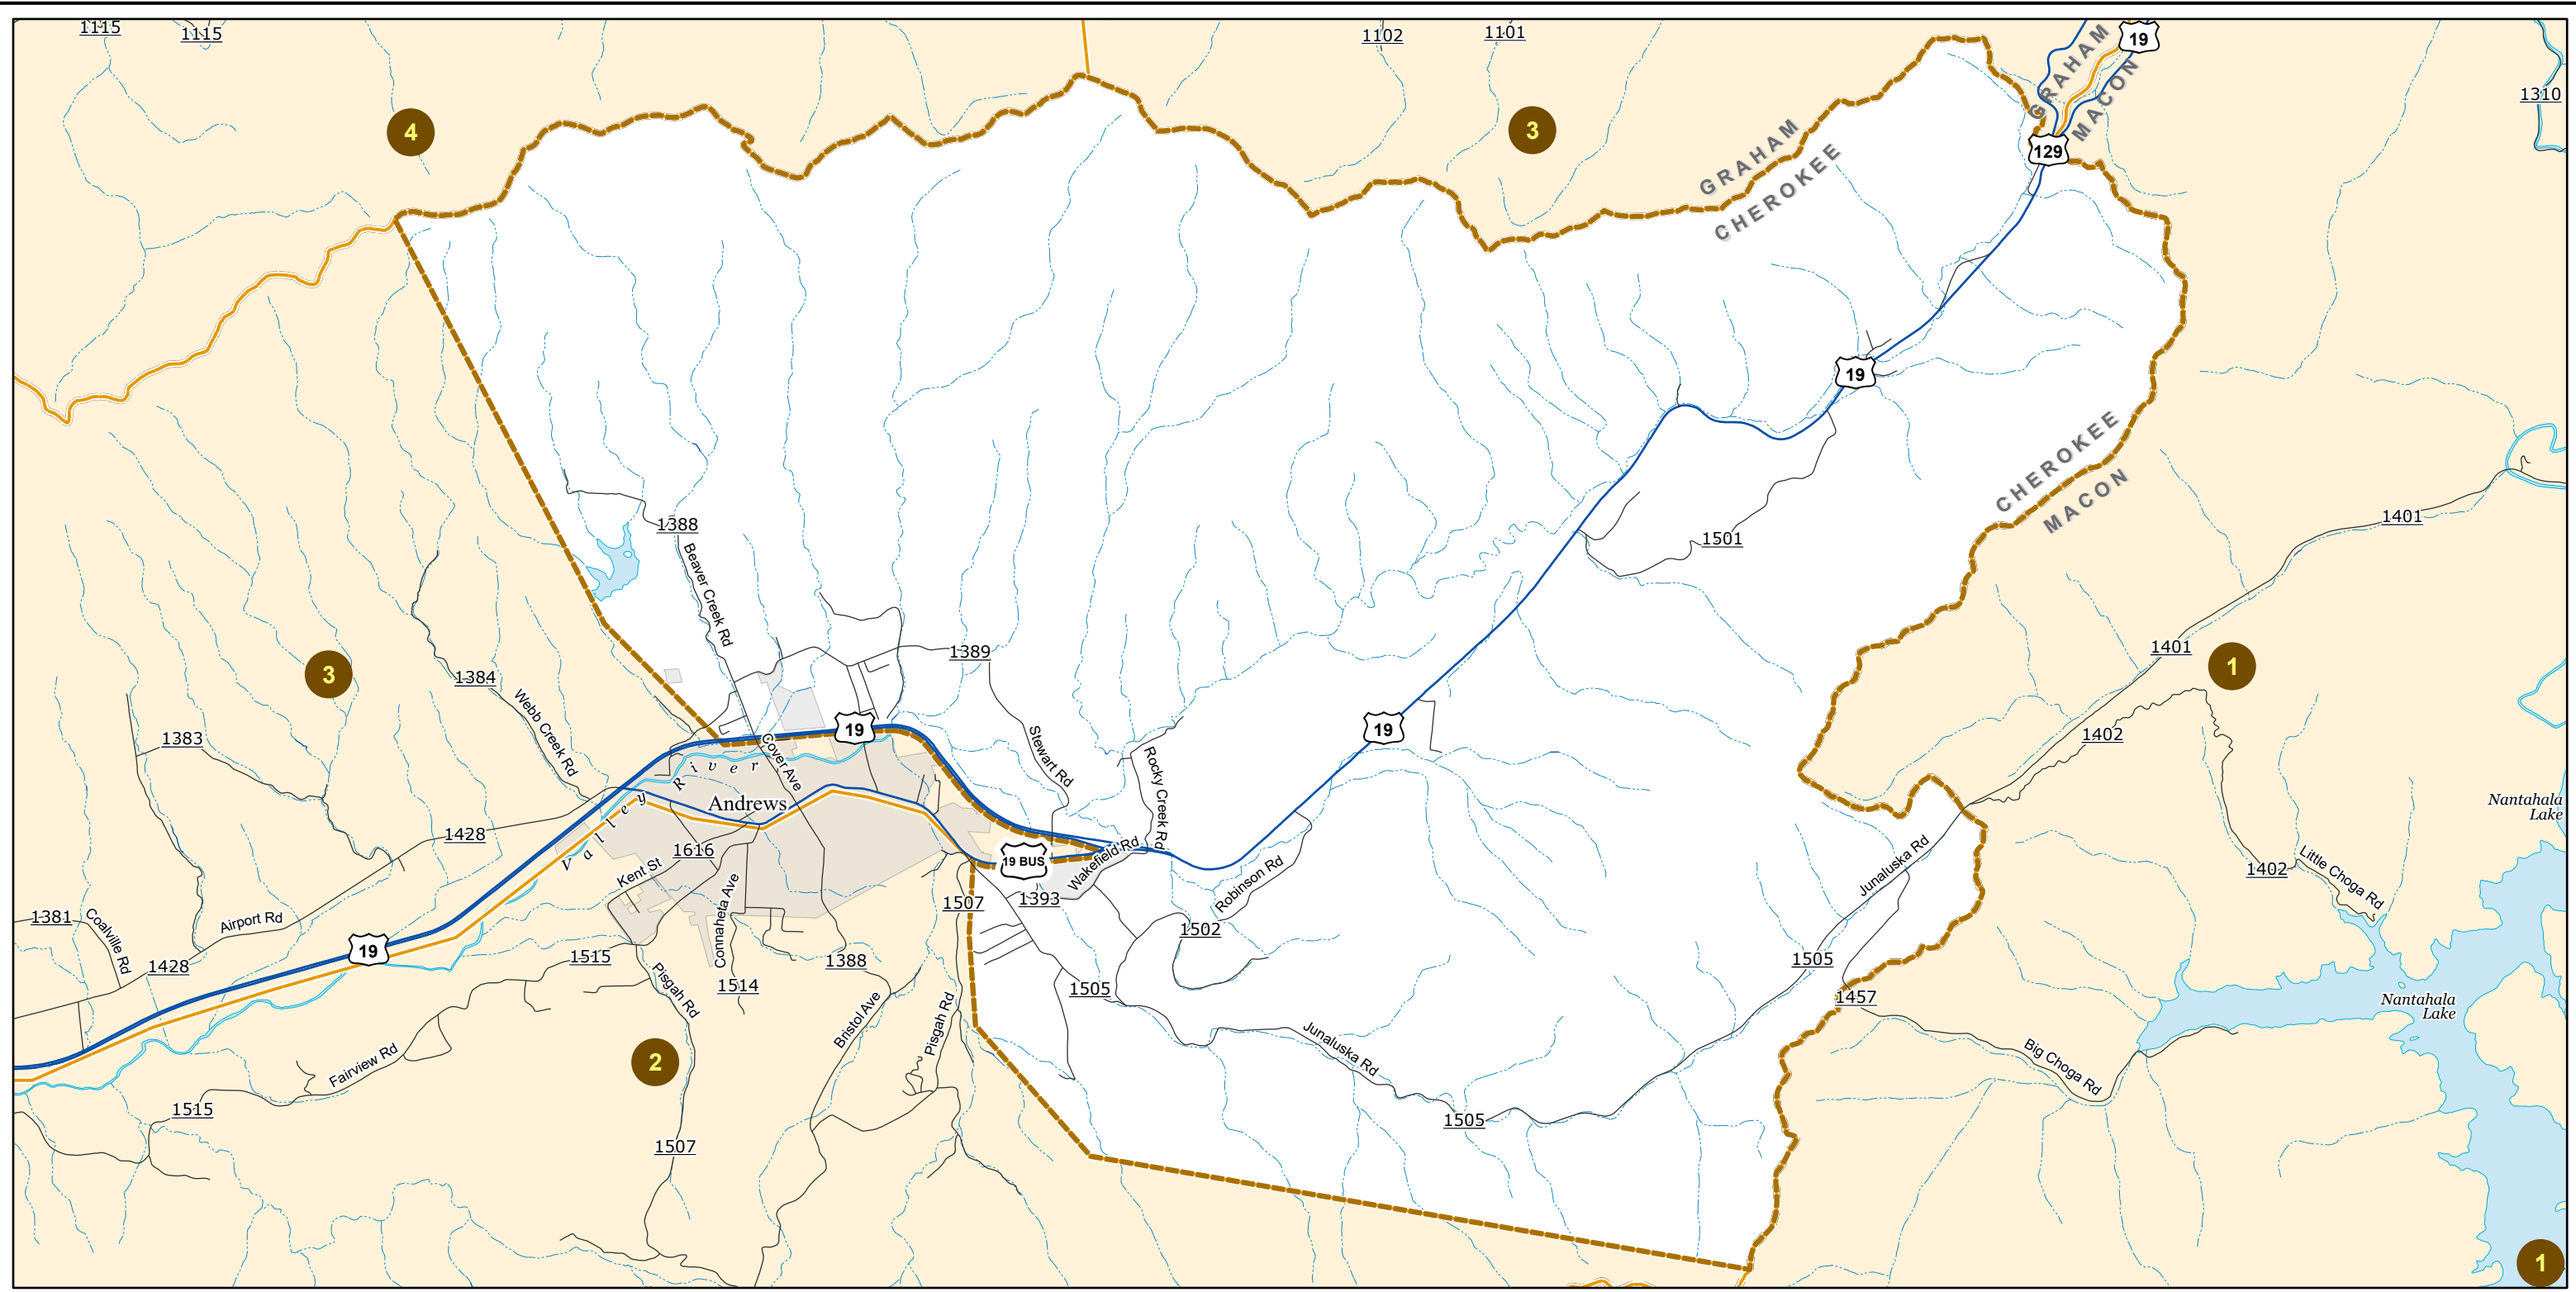 1115
1115
1102
1101
19
GRAHAM
MACON
1310
4
3
129
GRAHAM
CHEROKEE
19
CHEROKEE
MACON
1401
1388
1501
Beaver Creek Rd
1389
1401
1
3
1384
Webb Creek Rd
19
19
1402
1383
Cover Ave
Stewart Rd
Rocky Creek Rd
Valley River
Andrews
Nantahala
Lake
1428
1616
Kent St
19 BUS
Wakefield Rd
Junaluska Rd
Little Choga Rd
1402
Robinson Rd
1507
1393
1381
Coalville Rd
Airport Rd
Connaheta Ave
1502
19
1428
1515
1388
1505
1505
Pisgah Rd
1514
1457
Nantahala
Lake
Bristol Ave
Pisgah Rd
Junaluska Rd
Big Choga Rd
Fairview Rd
2
1515
1505
1507
1